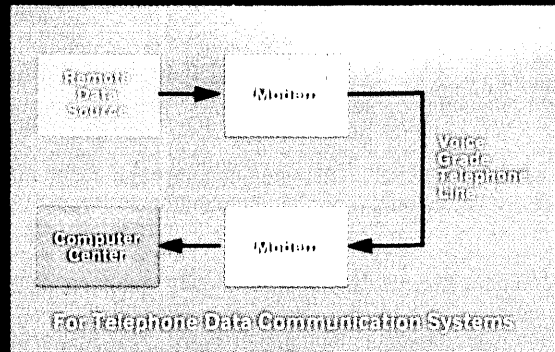 Remote
Data
Source
Modem
Voice
Grade
Telephone
Line
Computer
Center
Modem
For Telephone Data Communication Systems